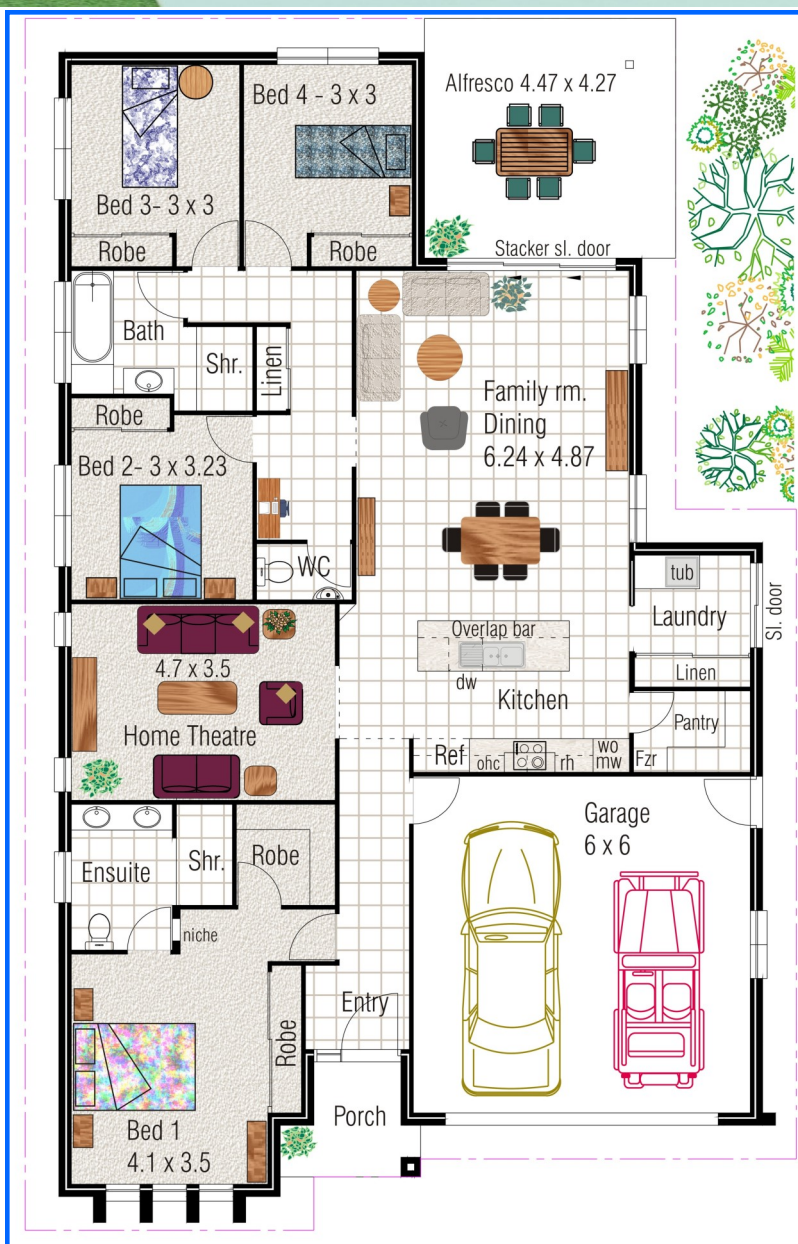 Alfresco 4.47 x 4.27
Bed 4 - 3 x 3
Bed 3- 3 x 3
Robe
Robe
Stacker sl. door
Bath
Shr.
Linen
Family rm.
Dining
6.24 x 4.87
Robe
Bed 2- 3 x 3.23
WC
tub
Laundry
Sl. door
Linen
Overlap bar
dw
Kitchen
Pantry
4.7 x 3.5
Home Theatre
Ref
ohc
rh
wo
mw
Fzr
Garage
6 x 6
Ensuite
Shr.
Robe
niche
Entry
Robe
Porch
Bed 1
4.1 x 3.5